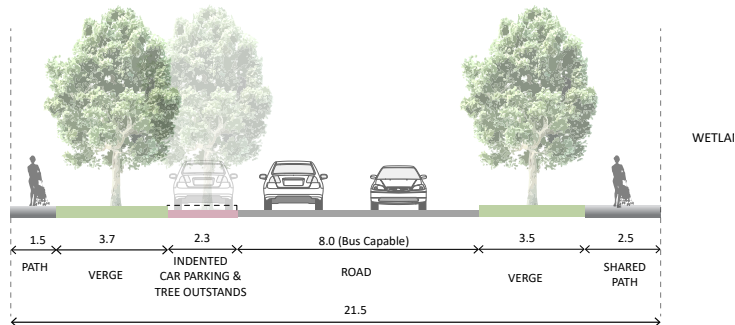 WETLAN
1.5
3.7
2.3
8.0 (Bus Capable)
3.5
2.5
PATH
VERGE
INDENTED
CAR PARKING &
TREE OUTSTANDS
ROAD
VERGE
SHARED
PATH
21.5